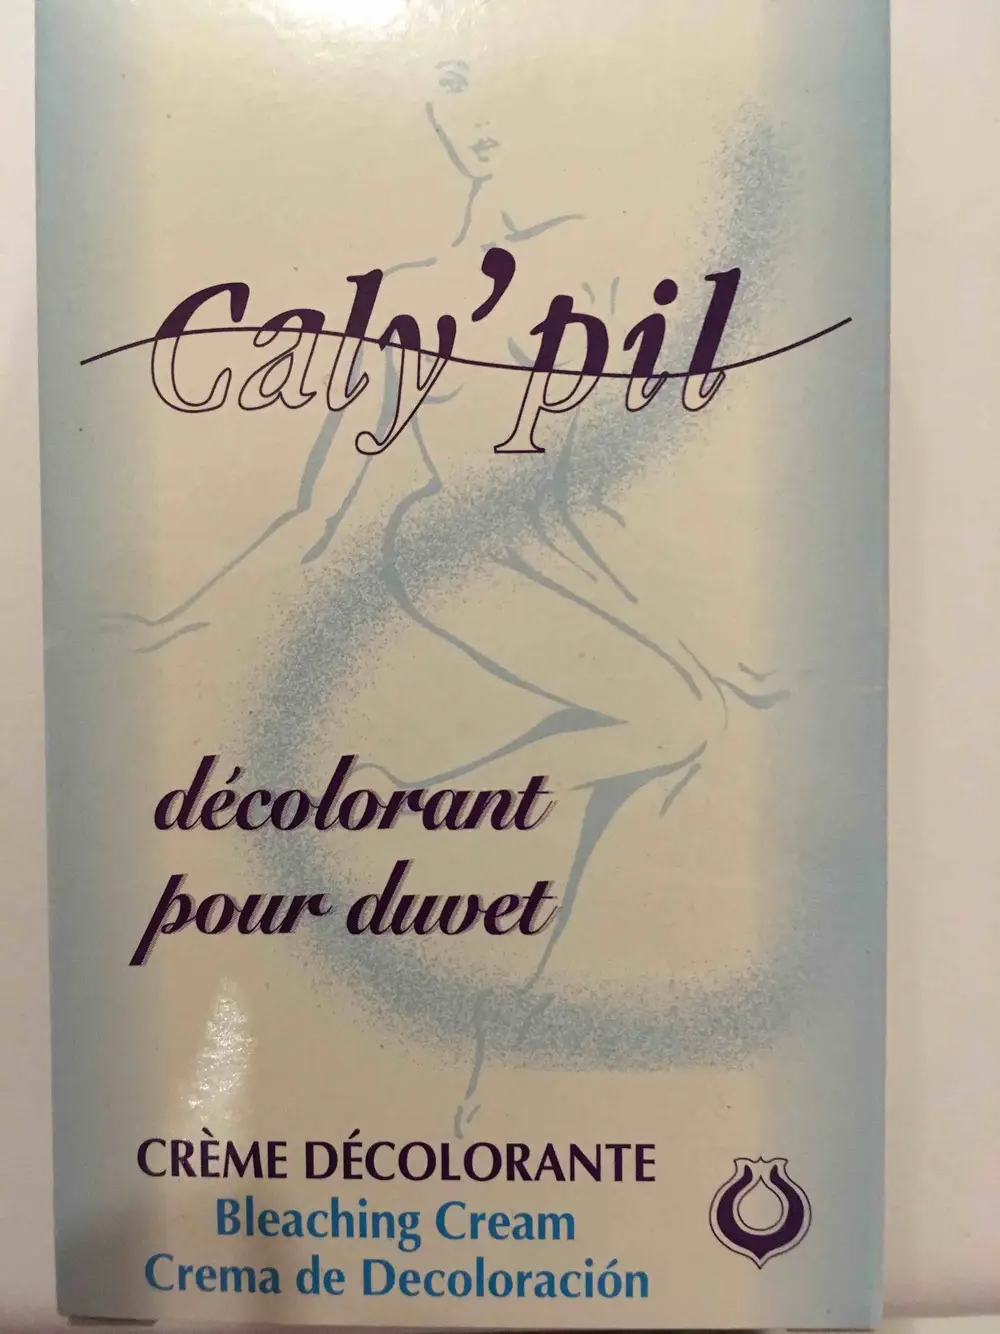 Caly'pil
décolorant
pour duvet
CRÈME DÉCOLORANTE
Bleaching Cream
Crema de Decoloración